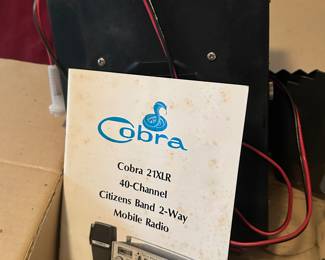 Cobra
Cobra 21XLR
40-Channel
Citizens Band 2-Way
Mobile Radio